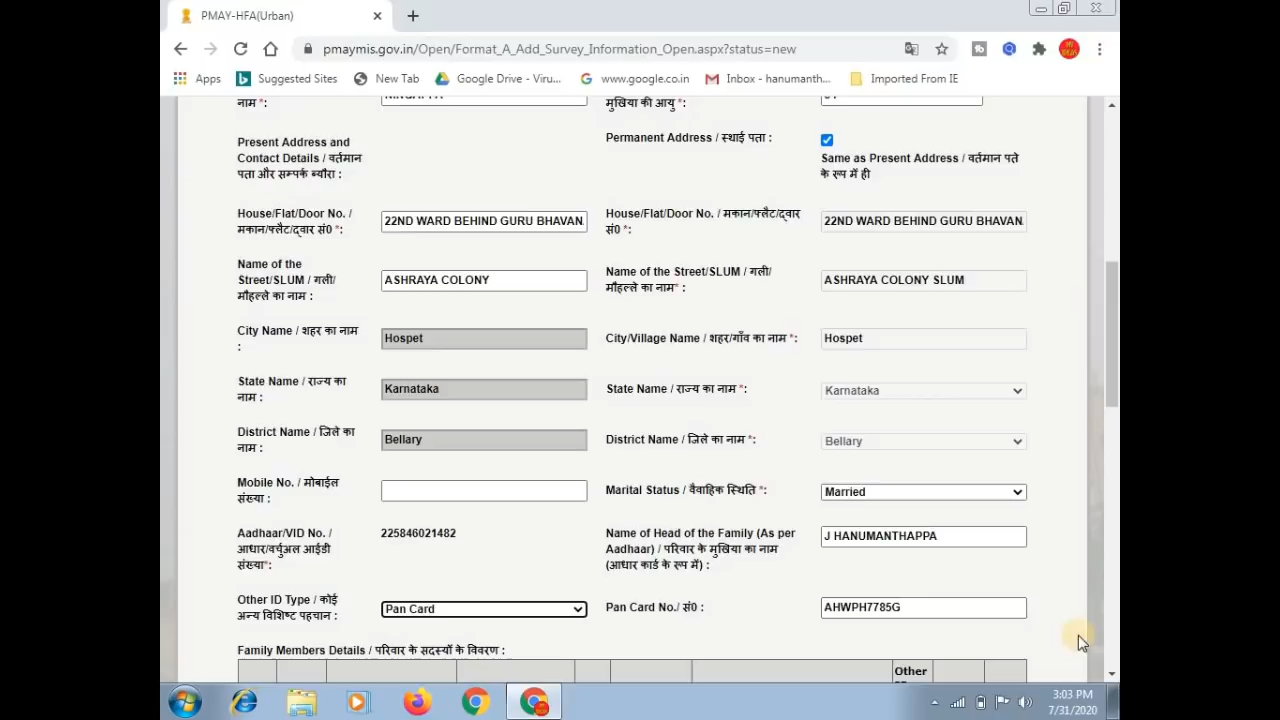 PMAY-HFA(Urban)
pmaymis.gov.in/Open/Format_A_Add_Survey_Information_Open.aspx?status=new
Apps Suggested Sites New Tab Google Drive - Viru... www.google.co.in Inbox - hanumanth... Imported From IE
नाम *: मुखिया की आयु *:
Present Address and
Contact Details / वर्तमान
पता और सम्पर्क ब्यौरा :
Permanent Address / स्थाई पता :
Same as Present Address / वर्तमान पते
के रूप में ही
House/Flat/Door No. /
मकान/फ्लैट/द्वार
सं0 *:
22ND WARD BEHIND GURU BHAVAN
House/Flat/Door No. / मकान/फ्लैट/द्वार
सं0 *:
22ND WARD BEHIND GURU BHAVAN
Name of the
Street/SLUM / गली/
मौहल्ले का नाम :
ASHRAYA COLONY
Name of the Street/SLUM / गली/
मौहल्ले का नाम* :
ASHRAYA COLONY SLUM
City Name / शहर का नाम
:
Hospet
City/Village Name / शहर/गाँव का नाम *:
Hospet
State Name / राज्य का
नाम :
Karnataka
State Name / राज्य का नाम *:
Karnataka
District Name / जिले का
नाम :
Bellary
District Name / जिले का नाम *:
Bellary
Mobile No. / मोबाईल
संख्या :
Marital Status / वैवाहिक स्थिति *:
Married
Aadhaar/VID No. /
आधार/वर्चुअल आईडी
संख्या*:
225846021482
Name of Head of the Family (As per
Aadhaar) / परिवार के मुखिया का नाम
(आधार कार्ड के रूप में) :
J HANUMANTHAPPA
Other ID Type / कोई
अन्य विशिष्ट पहचान :
Pan Card
Pan Card No./ सं0 :
AHWPH7785G
Family Members Details / परिवार के सदस्यों के विवरण :
Other
3:03 PM
7/31/2020